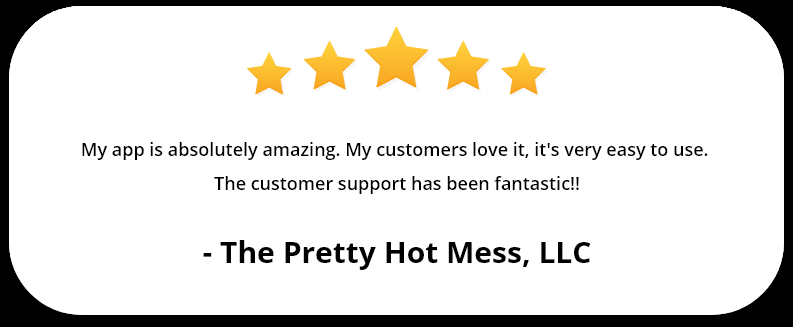 My app is absolutely amazing. My customers love it, it's very easy to use.
The customer support has been fantastic!!
- The Pretty Hot Mess, LLC